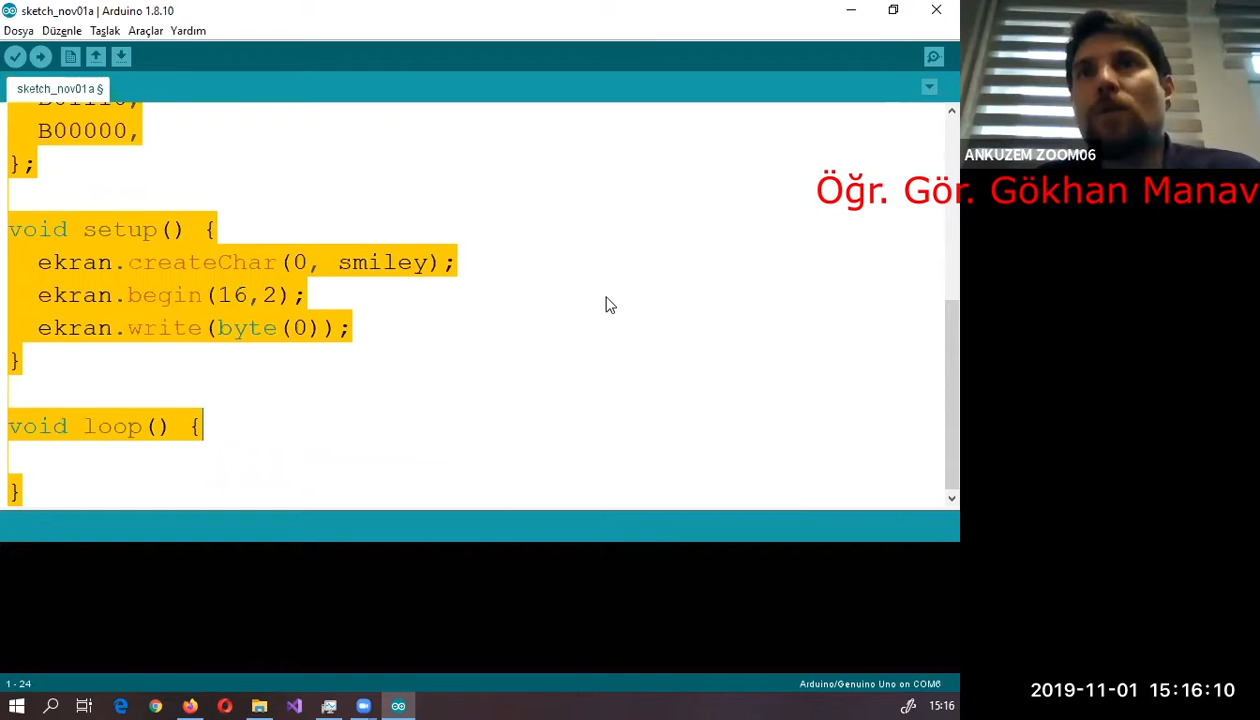 sketch_nov01a | Arduino 1.8.10
Dosya Düzenle Taşlak Araçlar Yardım
sketch_nov01a §
B00000,
};
void setup() {
ekran.createChar(0, smiley);
ekran.begin(16,2);
ekran.write(byte(0));
}
void loop() {
}
1 - 24
Arduino/Genuino Uno on COM6
15:16
ANKUZEM ZOOM06
Öğr. Gör. Gökhan Manav
2019-11-01 15:16:10